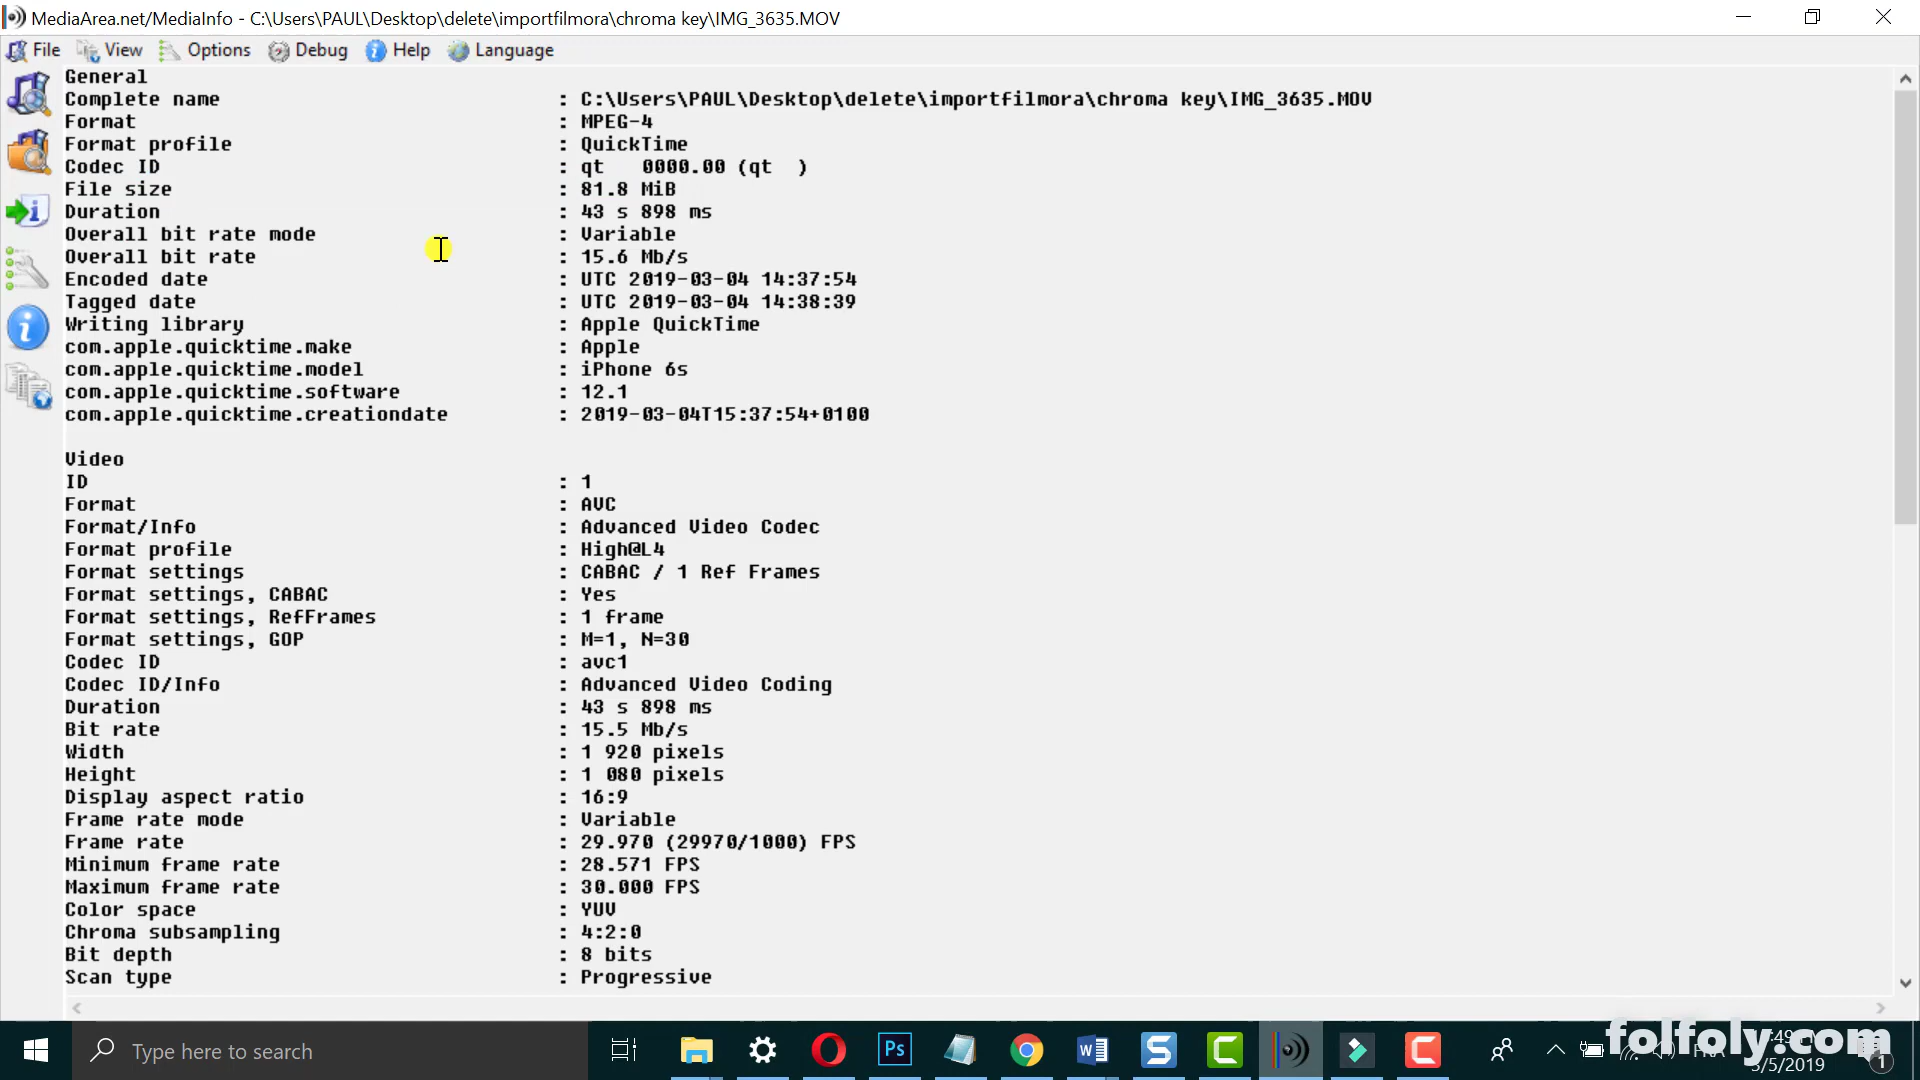 MediaArea.net/MediaInfo - C:\Users\PAUL\Desktop\delete\importfilmora\chroma key\IMG_3635.MOV
File View Options Debug Help Language
General
Complete name : C:\Users\PAUL\Desktop\delete\importfilmora\chroma key\IMG_3635.MOV
Format : MPEG-4
Format profile : QuickTime
Codec ID : qt 0000.00 (qt )
File size : 81.8 MiB
Duration : 43 s 898 ms
Overall bit rate mode : Variable
Overall bit rate : 15.6 Mb/s
Encoded date : UTC 2019-03-04 14:37:54
Tagged date : UTC 2019-03-04 14:38:39
Writing library : Apple QuickTime
com.apple.quicktime.make : Apple
com.apple.quicktime.model : iPhone 6s
com.apple.quicktime.software : 12.1
com.apple.quicktime.creationdate : 2019-03-04T15:37:54+0100
Video
ID : 1
Format : AVC
Format/Info : Advanced Video Codec
Format profile : High@L4
Format settings : CABAC / 1 Ref Frames
Format settings, CABAC : Yes
Format settings, RefFrames : 1 frame
Format settings, GOP : M=1, N=30
Codec ID : avc1
Codec ID/Info : Advanced Video Coding
Duration : 43 s 898 ms
Bit rate : 15.5 Mb/s
Width : 1 920 pixels
Height : 1 080 pixels
Display aspect ratio : 16:9
Frame rate mode : Variable
Frame rate : 29.970 (29970/1000) FPS
Minimum frame rate : 28.571 FPS
Maximum frame rate : 30.000 FPS
Color space : YUV
Chroma subsampling : 4:2:0
Bit depth : 8 bits
Scan type : Progressive
Type here to search
Ps
folfoly.com
3/5/2019
1